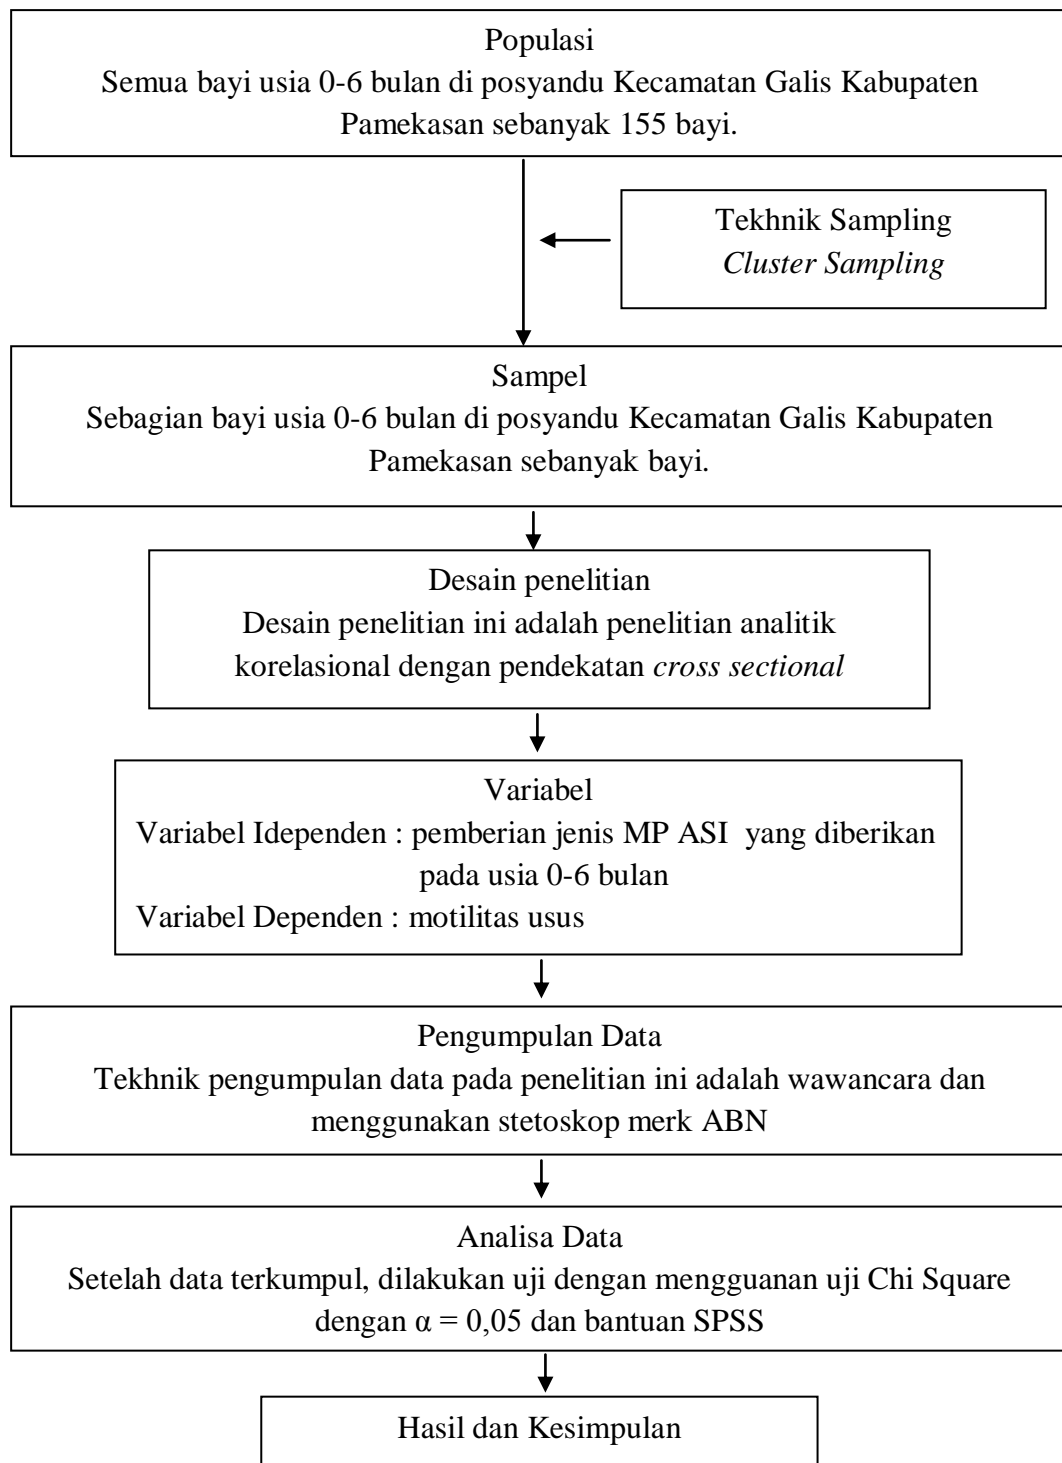 Populasi
Semua bayi usia 0-6 bulan di posyandu Kecamatan Galis Kabupaten
Pamekasan sebanyak 155 bayi.
Tekhnik Sampling
Cluster Sampling
Sampel
Sebagian bayi usia 0-6 bulan di posyandu Kecamatan Galis Kabupaten
Pamekasan sebanyak bayi.
Desain penelitian
Desain penelitian ini adalah penelitian analitik
korelasional dengan pendekatan cross sectional
Variabel
Variabel Idependen : pemberian jenis MP ASI yang diberikan
pada usia 0-6 bulan
Variabel Dependen : motilitas usus
Pengumpulan Data
Tekhnik pengumpulan data pada penelitian ini adalah wawancara dan
menggunakan stetoskop merk ABN
Analisa Data
Setelah data terkumpul, dilakukan uji dengan mengguanan uji Chi Square
dengan α = 0,05 dan bantuan SPSS
Hasil dan Kesimpulan